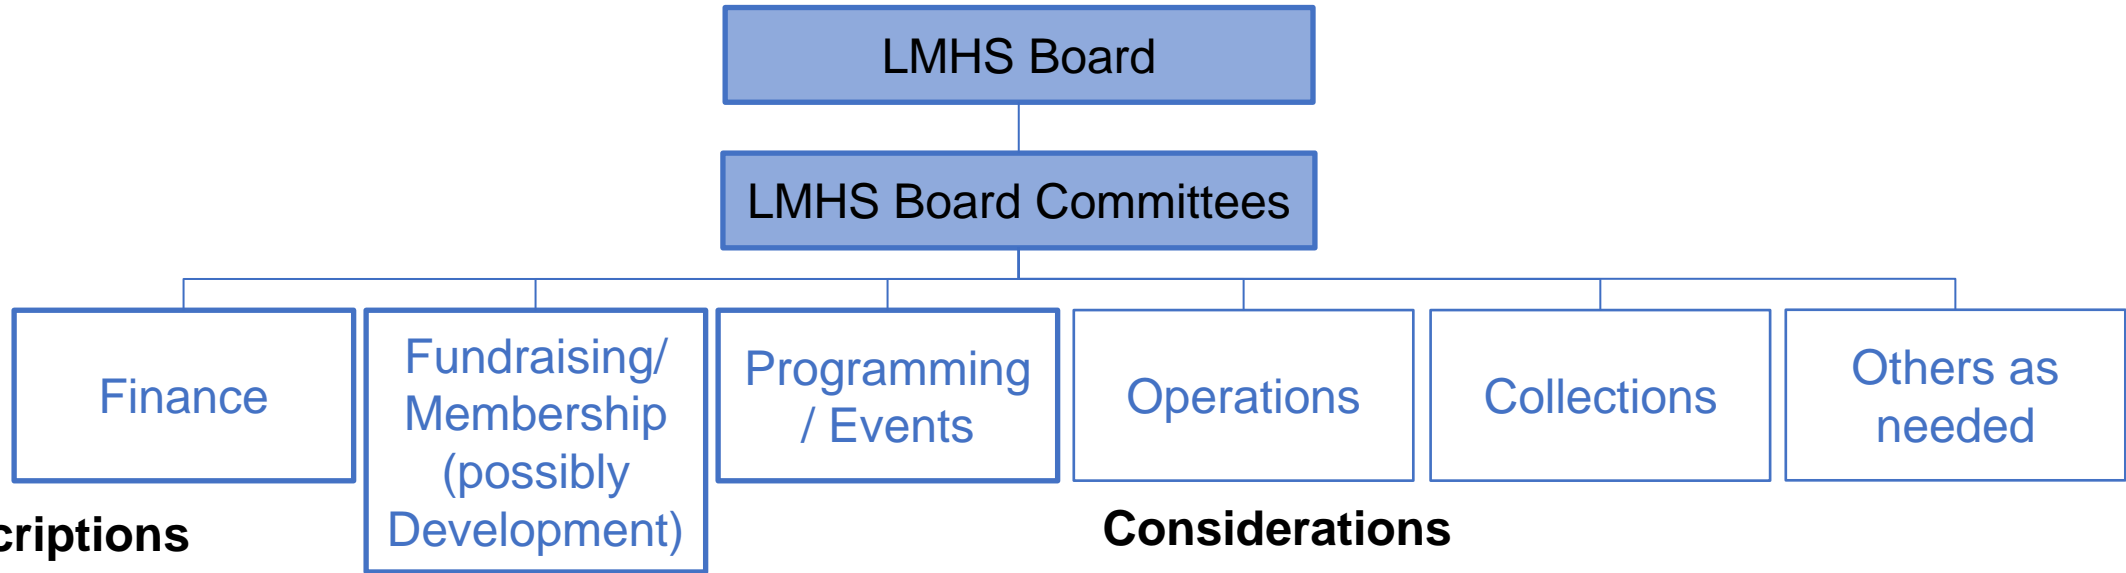 LMHS Board
LMHS Board Committees
Finance
Fundraising/
Membership
(possibly
Development)
Programming
/ Events
Operations
Collections
Others as
needed
criptions
Considerations